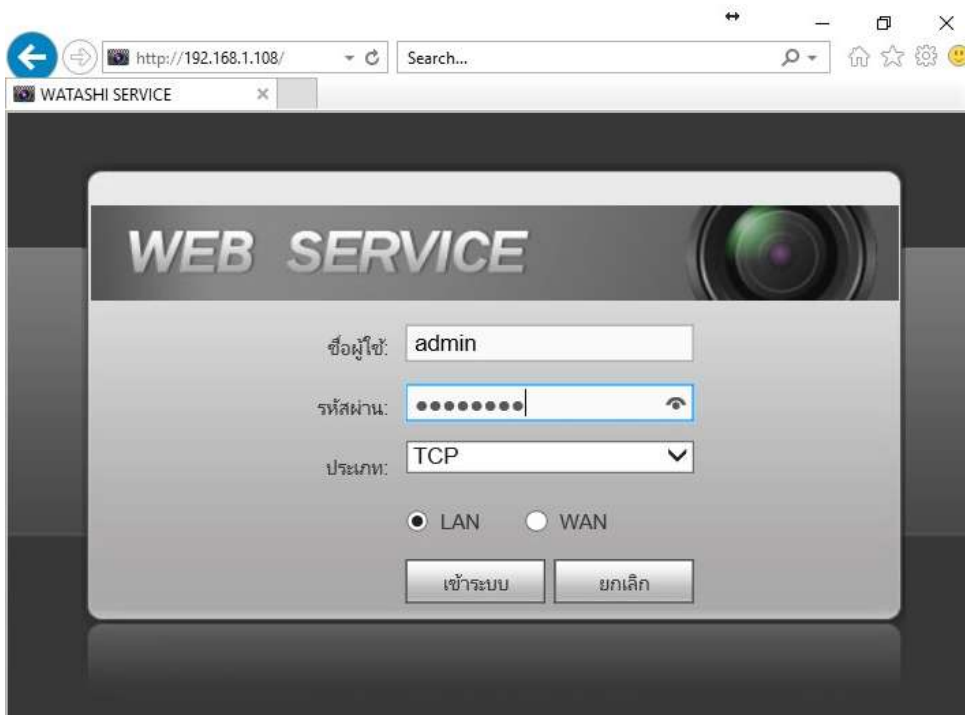 http://192.168.1.108/ Search...
WATASHI SERVICE
WEB SERVICE
ชื่อผู้ใช้: admin
รหัสผ่าน: ●●●●●●●●
ประเภท: TCP
LAN WAN
เข้าระบบ ยกเลิก